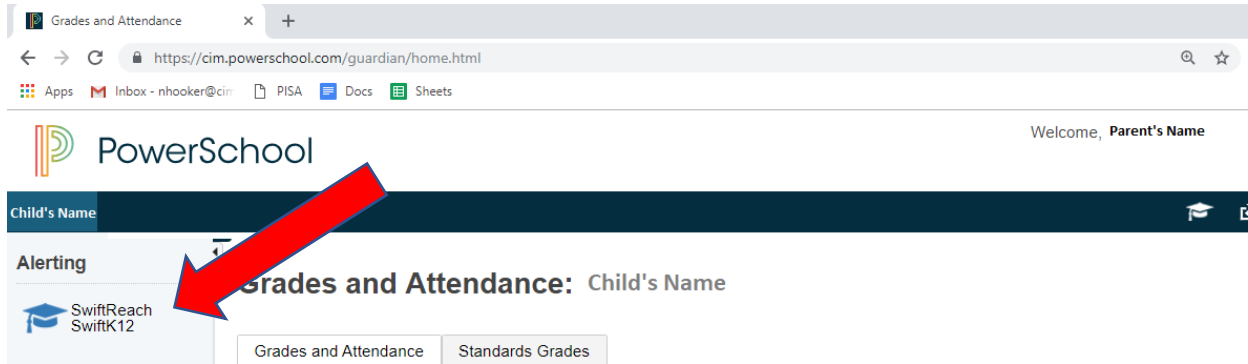 Grades and Attendance
https://cim.powerschool.com/guardian/home.html
Apps Inbox - nhooker@cim PISA Docs Sheets
PowerSchool
Welcome, Parent's Name
Child's Name
Alerting
SwiftReach
SwiftK12
Grades and Attendance: Child's Name
Grades and Attendance Standards Grades